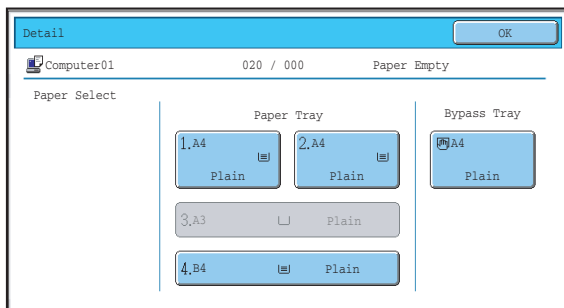 Detail OK
Computer01 020 / 000 Paper Empty
Paper Select
Paper Tray Bypass Tray
1.A4 2.A4 A4
Plain Plain Plain
3.A3 Plain
4.B4 Plain